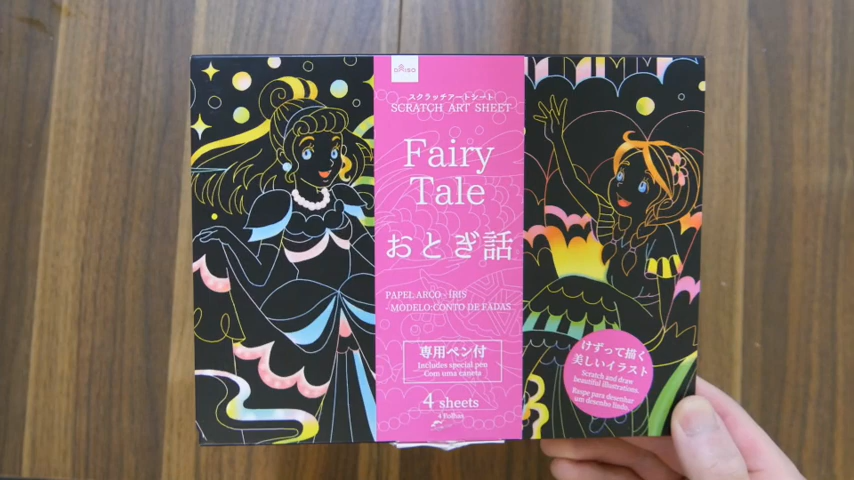 DAISO
スクラッチアートシート
SCRATCH ART SHEET
Fairy
Tale
おとぎ話
PAPEL ARCO - IRIS
-MODELO:CONTO DE FADAS
専用ペン付
Includes special pen
Com uma caneta
4 sheets
4 Folhas
けずって描く
美しいイラスト
Scratch and draw
beautiful illustrations.
Raspe para desenhar
um desenho lindo.